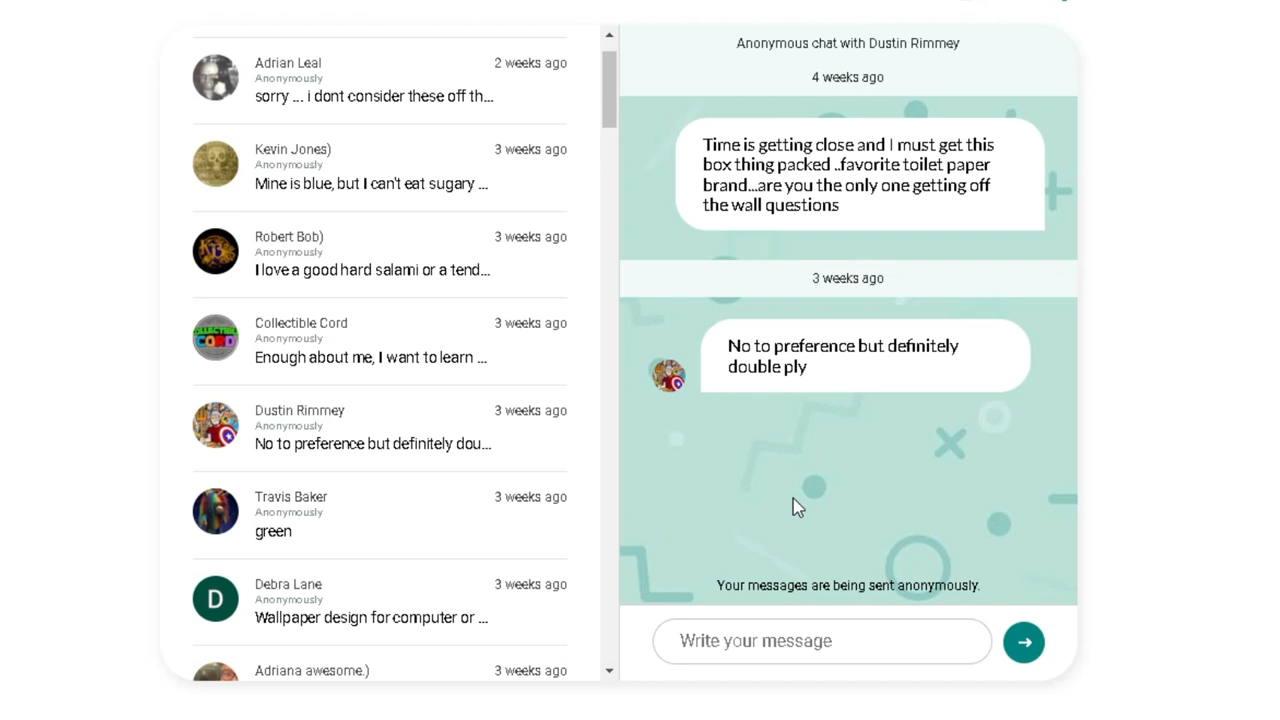 Adrian Leal
2 weeks ago
Anonymously
sorry ... i dont consider these off th...
Kevin Jones)
3 weeks ago
Anonymously
Mine is blue, but I can't eat sugary ...
Robert Bob)
3 weeks ago
Anonymously
I love a good hard salami or a tend...
Collectible Cord
3 weeks ago
Anonymously
Enough about me, I want to learn ...
Dustin Rimmey
3 weeks ago
Anonymously
No to preference but definitely dou...
Travis Baker
3 weeks ago
Anonymously
green
D
Debra Lane
3 weeks ago
Anonymously
Wallpaper design for computer or ...
Adriana awesome.)
3 weeks ago
Anonymous chat with Dustin Rimmey
4 weeks ago
Time is getting close and I must get this
box thing packed ..favorite toilet paper
brand...are you the only one getting off
the wall questions
3 weeks ago
No to preference but definitely
double ply
Your messages are being sent anonymously.
Write your message